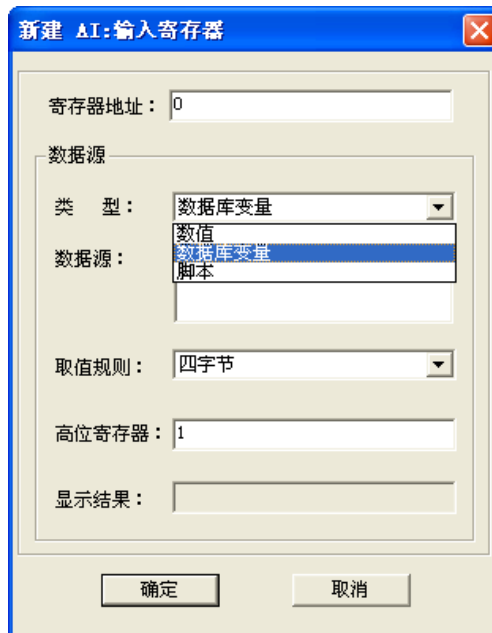 新建 AI:输入寄存器
寄存器地址： 0
数据源
类 型： 数据库变量
数值
数据源： 数据库变量
脚本
取值规则： 四字节
高位寄存器： 1
显示结果：
确定 取消